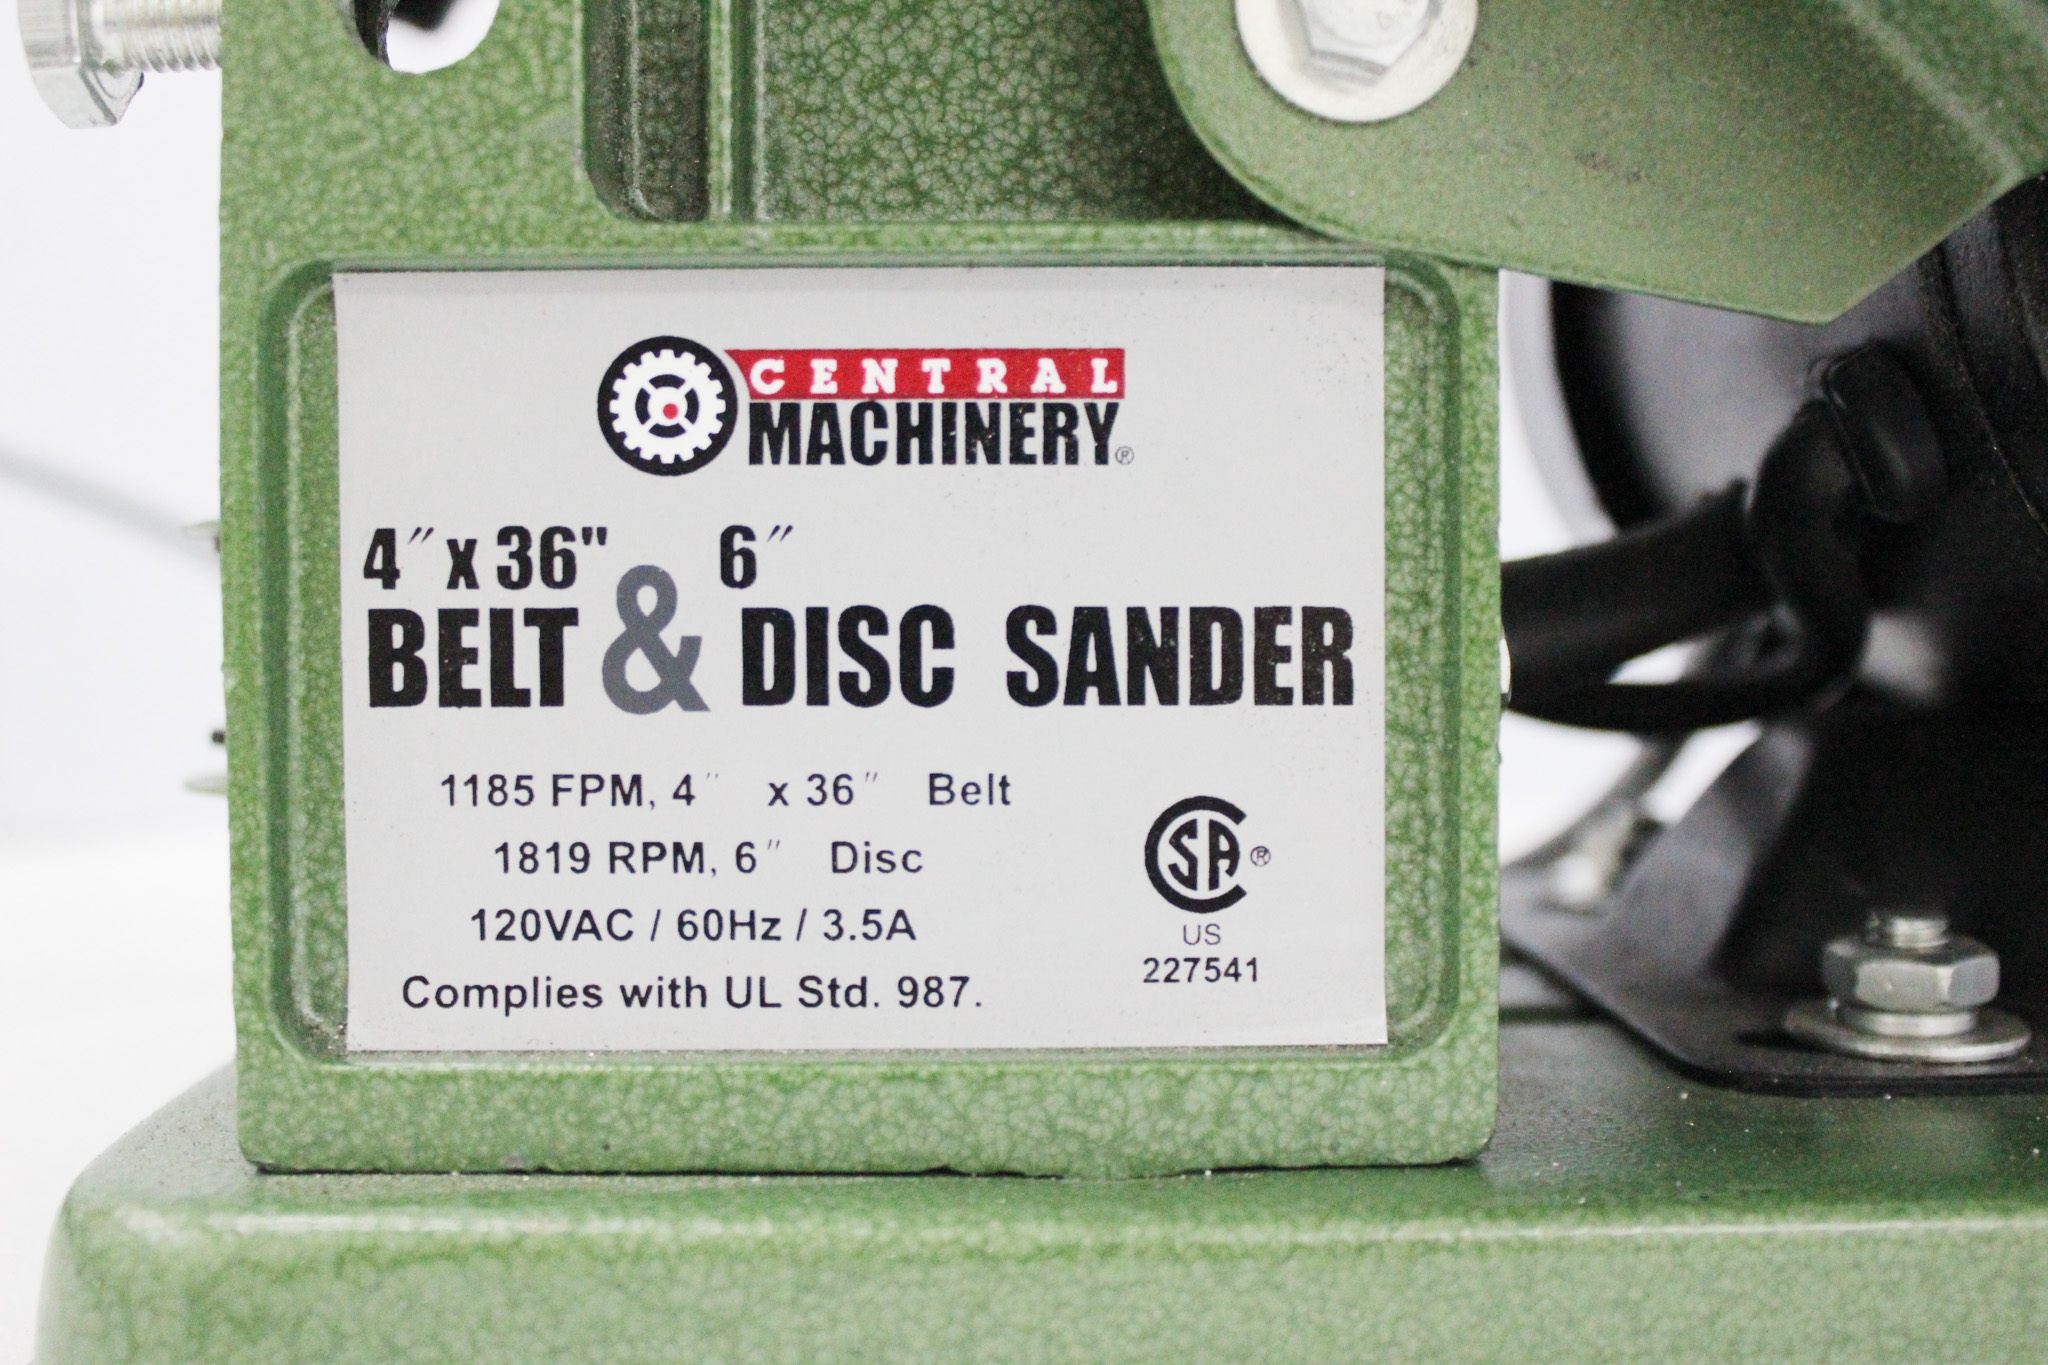 CENTRAL
MACHINERY®
4" x 36" 6"
BELT & DISC SANDER
1185 FPM, 4" x 36" Belt
1819 RPM, 6" Disc
120VAC / 60Hz / 3.5A
Complies with UL Std. 987.
CSA®
US
227541